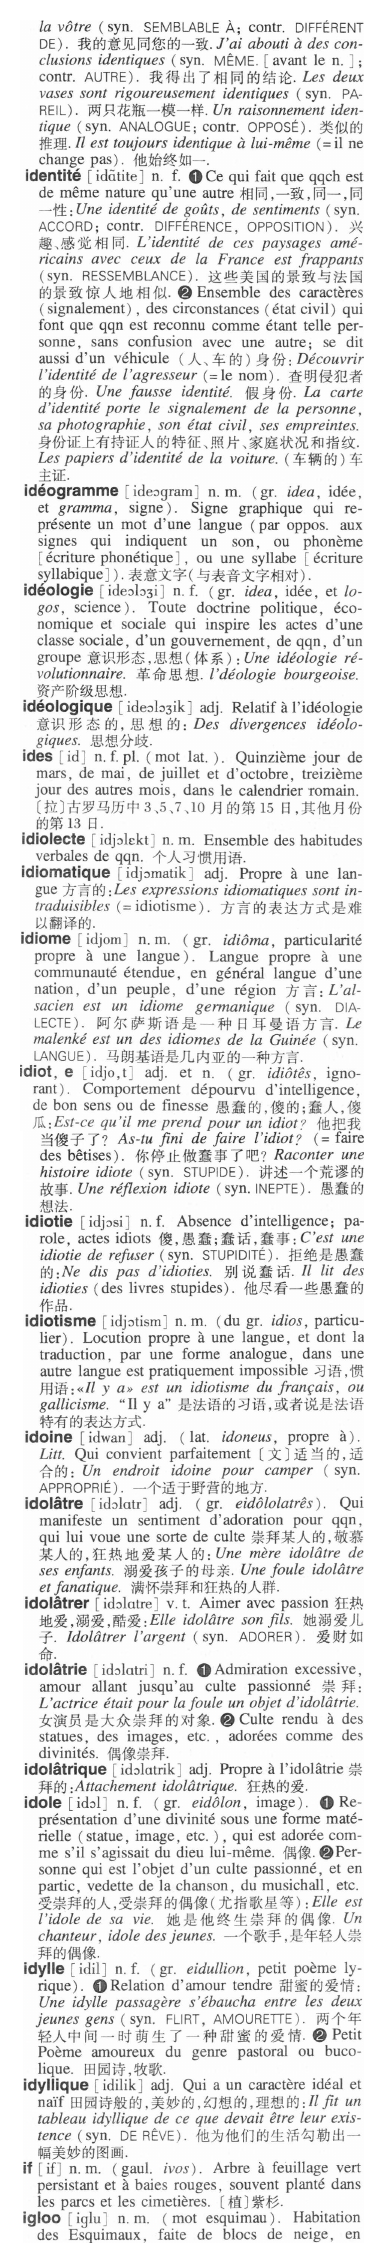 la vôtre (syn. SEMBLABLE À; contr. DIFFÉRENT
DE). 我的意见同您的一致. J'ai abouti à des con-
clusions identiques (syn. MÊME. [avant le n.];
contr. AUTRE). 我得出了相同的结论. Les deux
vases sont rigoureusement identiques (syn. PA-
REIL). 两只花瓶一模一样. Un raisonnement iden-
tique (syn. ANALOGUE; contr. OPPOSÉ). 类似的
推理. Il est toujours identique à lui-même (= il ne
change pas). 他始终如一.
identité [idɑ̃tite] n. f. ❶Ce qui fait que qqch est
de même nature qu'une autre 相同,一致,同一,同
一性:Une identité de goûts, de sentiments (syn.
ACCORD; contr. DIFFÉRENCE, OPPOSITION). 兴
趣、感觉相同. L'identité de ces paysages amé-
ricains avec ceux de la France est frappants
(syn. RESSEMBLANCE). 这些美国的景致与法国
的景致惊人地相似. ❷Ensemble des caractères
(signalement), des circonstances (état civil) qui
font que qqn est reconnu comme étant telle per-
sonne, sans confusion avec une autre; se dit
aussi d'un véhicule (人、车的)身份:Découvrir
l'identité de l'agresseur (= le nom). 查明侵犯者
的身份. Une fausse identité. 假身份. La carte
d'identité porte le signalement de la personne,
sa photographie, son état civil, ses empreintes.
身份证上有持证人的特征、照片、家庭状况和指纹.
Les papiers d'identité de la voiture. (车辆的)车
主证.
idéogramme [ideɔgram] n. m. (gr. idea, idée,
et gramma, signe). Signe graphique qui re-
présente un mot d'une langue (par oppos. aux
signes qui indiquent un son, ou phonème
[écriture phonétique], ou une syllabe [écriture
syllabique]). 表意文字(与表音文字相对).
idéologie [ideɔlɔʒi] n. f. (gr. idea, idée, et lo-
gos, science). Toute doctrine politique, éco-
nomique et sociale qui inspire les actes d'une
classe sociale, d'un gouvernement, de qqn, d'un
groupe 意识形态,思想(体系):Une idéologie ré-
volutionnaire. 革命思想. l'déologie bourgeoise.
资产阶级思想.
idéologique [ideɔlɔʒik] adj. Relatif à l'idéologie
意识形态的,思想的: Des divergences idéolo-
giques. 思想分歧.
ides [id] n. f. pl. (mot lat.). Quinzième jour de
mars, de mai, de juillet et d'octobre, treizième
jour des autres mois, dans le calendrier romain.
〔拉〕古罗马历中 3、5、7、10 月的第 15 日,其他月份
的第 13 日.
idiolecte [idjɔlɛkt] n. m. Ensemble des habitudes
verbales de qqn. 个人习惯用语.
idiomatique [idjɔmatik] adj. Propre à une lan-
gue 方言的:Les expressions idiomatiques sont in-
traduisibles (= idiotisme). 方言的表达方式是难
以翻译的.
idiome [idjom] n. m. (gr. idiôma, particularité
propre à une langue). Langue propre à une
communauté étendue, en général langue d'une
nation, d'un peuple, d'une région 方言:L'al-
sacien est un idiome germanique (syn. DIA-
LECTE). 阿尔萨斯语是一种日耳曼语方言. Le
malenké est un des idiomes de la Guinée (syn.
LANGUE). 马朗基语是几内亚的一种方言.
idiot, e [idjo,t] adj. et n. (gr. idiôtês, igno-
rant). Comportement dépourvu d'intelligence,
de bon sens ou de finesse 愚蠢的,傻的;蠢人,傻
瓜:Est-ce qu'il me prend pour un idiot? 他把我
当傻子了? As-tu fini de faire l'idiot? (= faire
des bêtises). 你停止做蠢事了吧? Raconter une
histoire idiote (syn. STUPIDE). 讲述一个荒谬的
故事. Une réflexion idiote (syn. INEPTE). 愚蠢的
想法.
idiotie [idjɔsi] n. f. Absence d'intelligence; pa-
role, actes idiots 傻,愚蠢;蠢话,蠢事:C'est une
idiotie de refuser (syn. STUPIDITÉ). 拒绝是愚蠢
的:Ne dis pas d'idioties. 别说蠢话. Il lit des
idioties (des livres stupides). 他尽看一些愚蠢的
作品.
idiotisme [idjɔtism] n. m. (du gr. idios, particu-
lier). Locution propre à une langue, et dont la
traduction, par une forme analogue, dans une
autre langue est pratiquement impossible 习语,惯
用语:«Il y a» est un idiotisme du français, ou
gallicisme. “Il y a”是法语的习语,或者说是法语
特有的表达方式.
idoine [idwan] adj. (lat. idoneus, propre à).
Litt. Qui convient parfaitement 〔文〕适当的,适
合的: Un endroit idoine pour camper (syn.
APPROPRIÉ). 一个适于野营的地方.
idolâtre [idɔlɑtr] adj. (gr. eidôlolatrês). Qui
manifeste un sentiment d'adoration pour qqn,
qui lui voue une sorte de culte 崇拜某人的,敬慕
某人的,狂热地爱某人的:Une mère idolâtre de
ses enfants. 溺爱孩子的母亲. Une foule idolâtre
et fanatique. 满怀崇拜和狂热的人群.
idolâtrer [idɔlɑtre] v. t. Aimer avec passion 狂热
地爱,溺爱,酷爱:Elle idolâtre son fils. 她溺爱儿
子. Idolâtrer l'argent (syn. ADORER). 爱财如
命.
idolâtrie [idɔlɑtri] n. f. ❶Admiration excessive,
amour allant jusqu'au culte passionné 崇拜:
L'actrice était pour la foule un objet d'idolâtrie.
女演员是大众崇拜的对象. ❷Culte rendu à des
statues, des images, etc., adorées comme des
divinités. 偶像崇拜.
idolâtrique [idɔlɑtrik] adj. Propre à l'idolâtrie 崇
拜的:Attachement idolâtrique. 狂热的爱.
idole [idɔl] n. f. (gr. eidôlon, image). ❶Re-
présentation d'une divinité sous une forme maté-
rielle (statue, image, etc.), qui est adorée com-
me s'il s'agissait du dieu lui-même. 偶像. ❷Per-
sonne qui est l'objet d'un culte passionné, et en
partic, vedette de la chanson, du musichall, etc.
受崇拜的人,受崇拜的偶像(尤指歌星等):Elle est
l'idole de sa vie. 她是他终生崇拜的偶像. Un
chanteur, idole des jeunes. 一个歌手,是年轻人崇
拜的偶像.
idylle [idil] n. f. (gr. eidullion, petit poème ly-
rique). ❶Relation d'amour tendre 甜蜜的爱情:
Une idylle passagère s'ébaucha entre les deux
jeunes gens (syn. FLIRT, AMOURETTE). 两个年
轻人中间一时萌生了一种甜蜜的爱情. ❷Petit
Poème amoureux du genre pastoral ou buco-
lique. 田园诗,牧歌.
idyllique [idilik] adj. Qui a un caractère idéal et
naïf 田园诗般的,美妙的,幻想的,理想的:Il fit un
tableau idyllique de ce que devait être leur exis-
tence (syn. DE RÊVE). 他为他们的生活勾勒出一
幅美妙的图画.
if [if] n. m. (gaul. ivos). Arbre à feuillage vert
persistant et à baies rouges, souvent planté dans
les parcs et les cimetières. 〔植〕紫杉.
igloo [iglu] n. m. (mot esquimau). Habitation
des Esquimaux, faite de blocs de neige, en